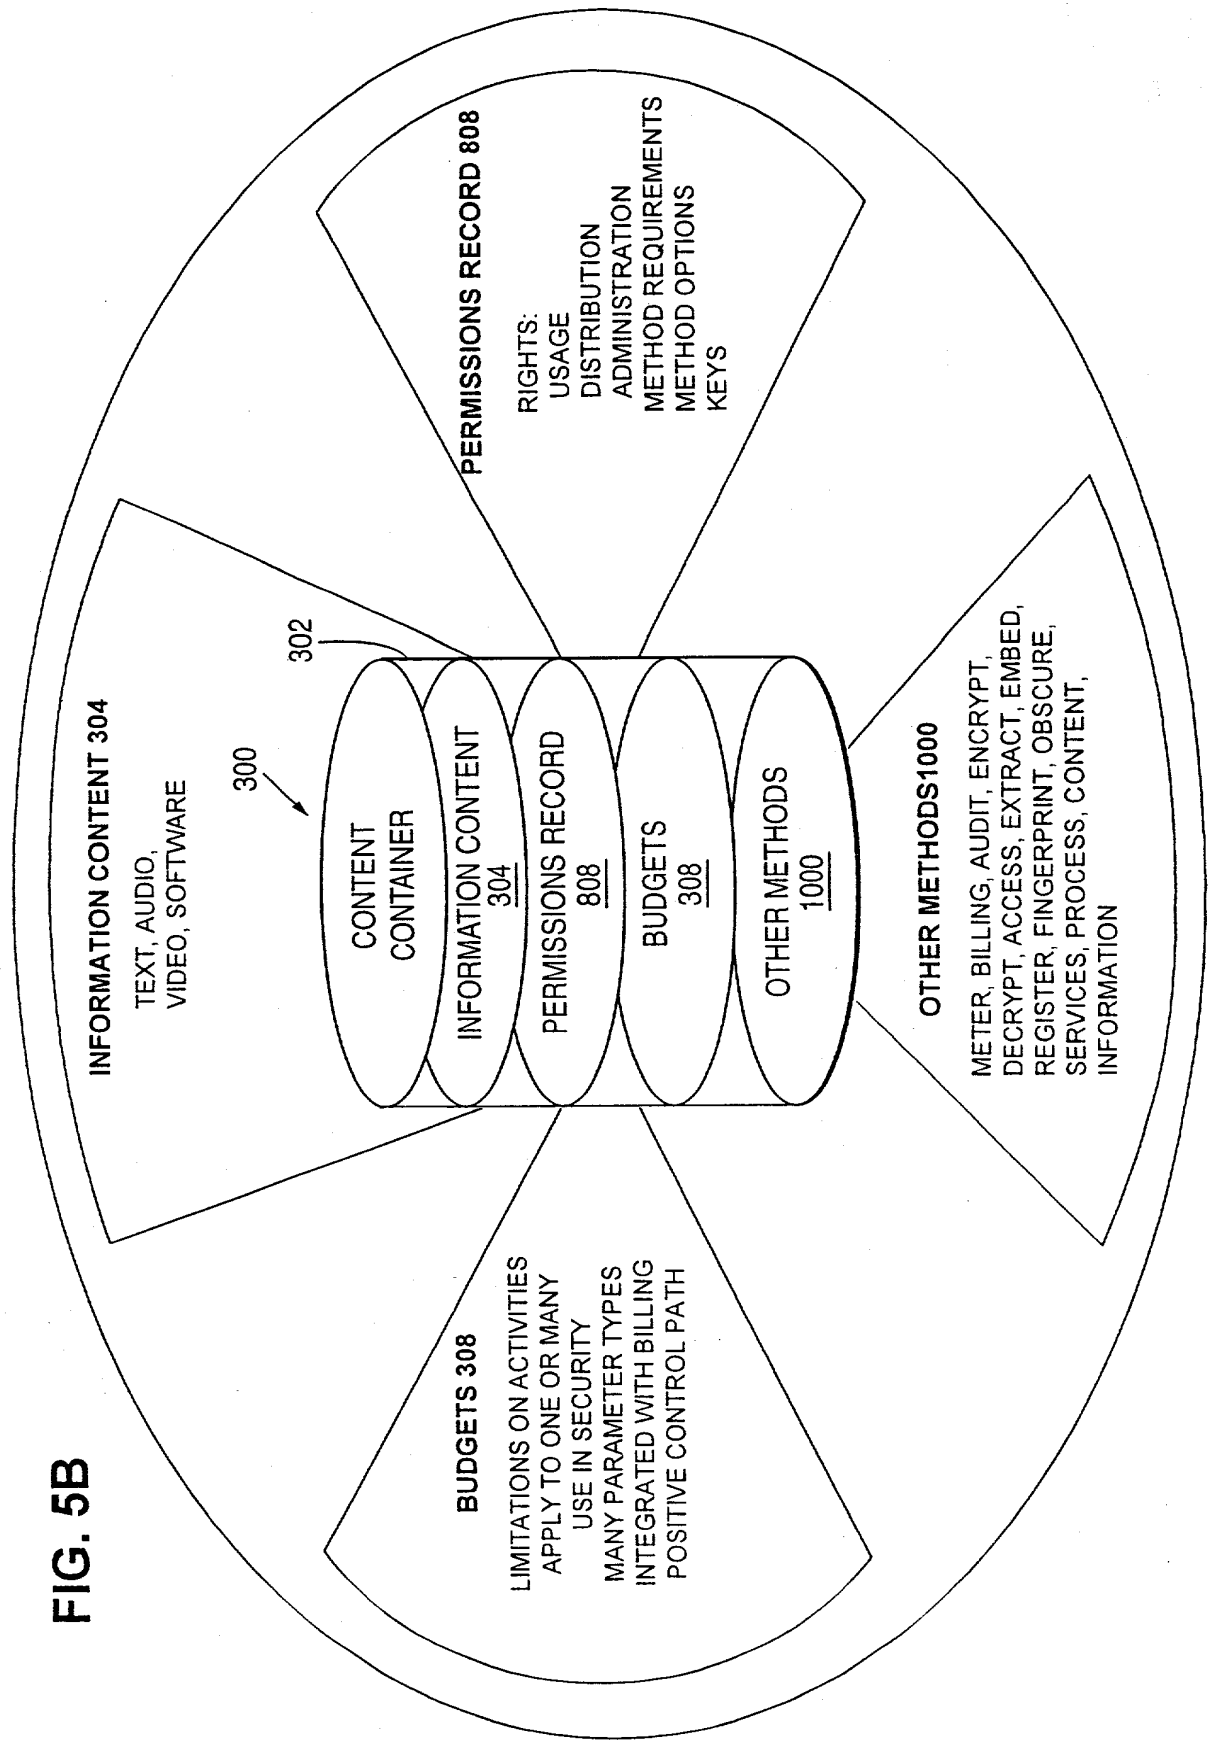 FIG. 5B
INFORMATION CONTENT 304
TEXT, AUDIO,
VIDEO, SOFTWARE
300
302
CONTENT
CONTAINER
INFORMATION CONTENT
304
PERMISSIONS RECORD
808
BUDGETS
308
OTHER METHODS
1000
BUDGETS 308
LIMITATIONS ON ACTIVITIES
APPLY TO ONE OR MANY
USE IN SECURITY
MANY PARAMETER TYPES
INTEGRATED WITH BILLING
POSITIVE CONTROL PATH
PERMISSIONS RECORD 808
RIGHTS:
USAGE
DISTRIBUTION
ADMINISTRATION
METHOD REQUIREMENTS
METHOD OPTIONS
KEYS
OTHER METHODS1000
METER, BILLING, AUDIT, ENCRYPT,
DECRYPT, ACCESS, EXTRACT, EMBED,
REGISTER, FINGERPRINT, OBSCURE,
SERVICES, PROCESS, CONTENT,
INFORMATION